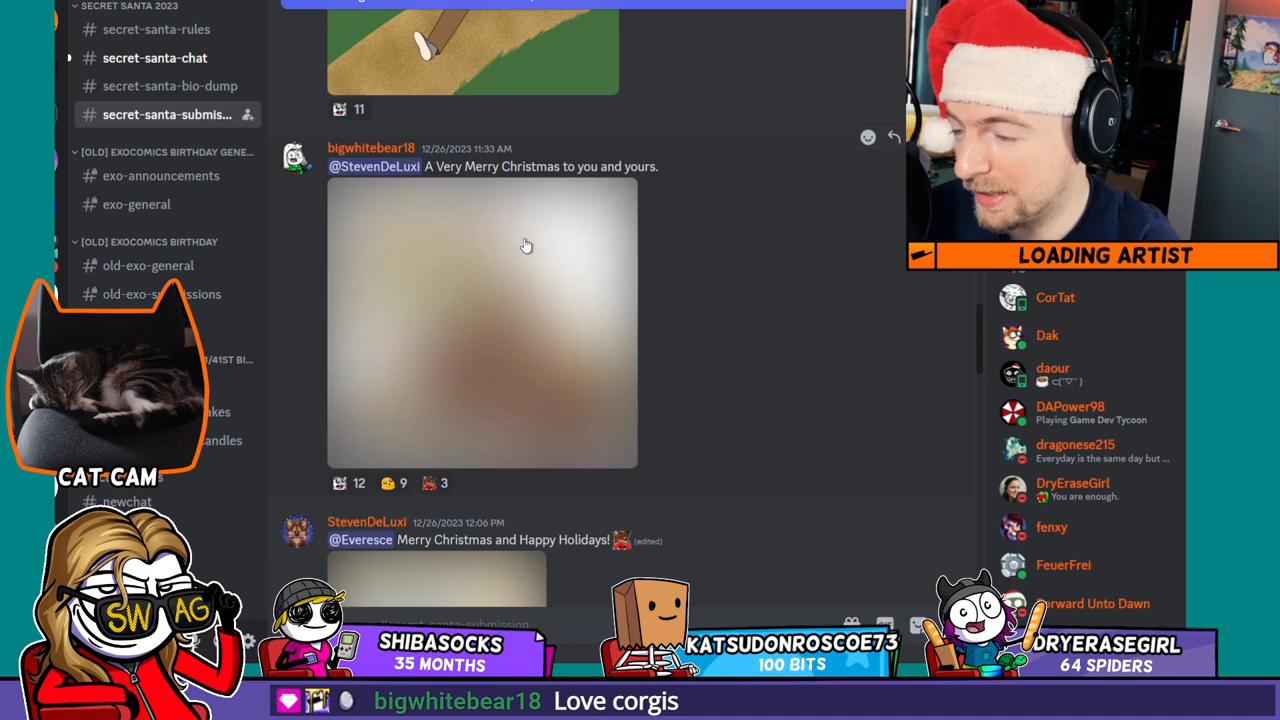 SECRET SANTA 2023
secret-santa-rules
secret-santa-chat
secret-santa-bio-dump
secret-santa-submis...
[OLD] EXOCOMICS BIRTHDAY GENE...
exo-announcements
exo-general
[OLD] EXOCOMICS BIRTHDAY
old-exo-general
1/41ST BI...
newchat
CAT CAM
11
bigwhitebear18 12/26/2023 11:33 AM
@StevenDeLuxi A Very Merry Christmas to you and yours.
12 9 3
StevenDeLuxi 12/26/2023 12:06 PM
@Everesce Merry Christmas and Happy Holidays! (edited)
LOADING ARTIST
CorTat
Dak
daour
DAPower98
Playing Game Dev Tycoon
dragonese215
Everyday is the same day but ...
DryEraseGirl
You are enough.
fenxy
FeuerFrei
Forward Unto Dawn
SWAG
SHIBASOCKS
35 MONTHS
KATSUDONROSCOE73
100 BITS
DRYERASEGIRL
64 SPIDERS
bigwhitebear18 Love corgis